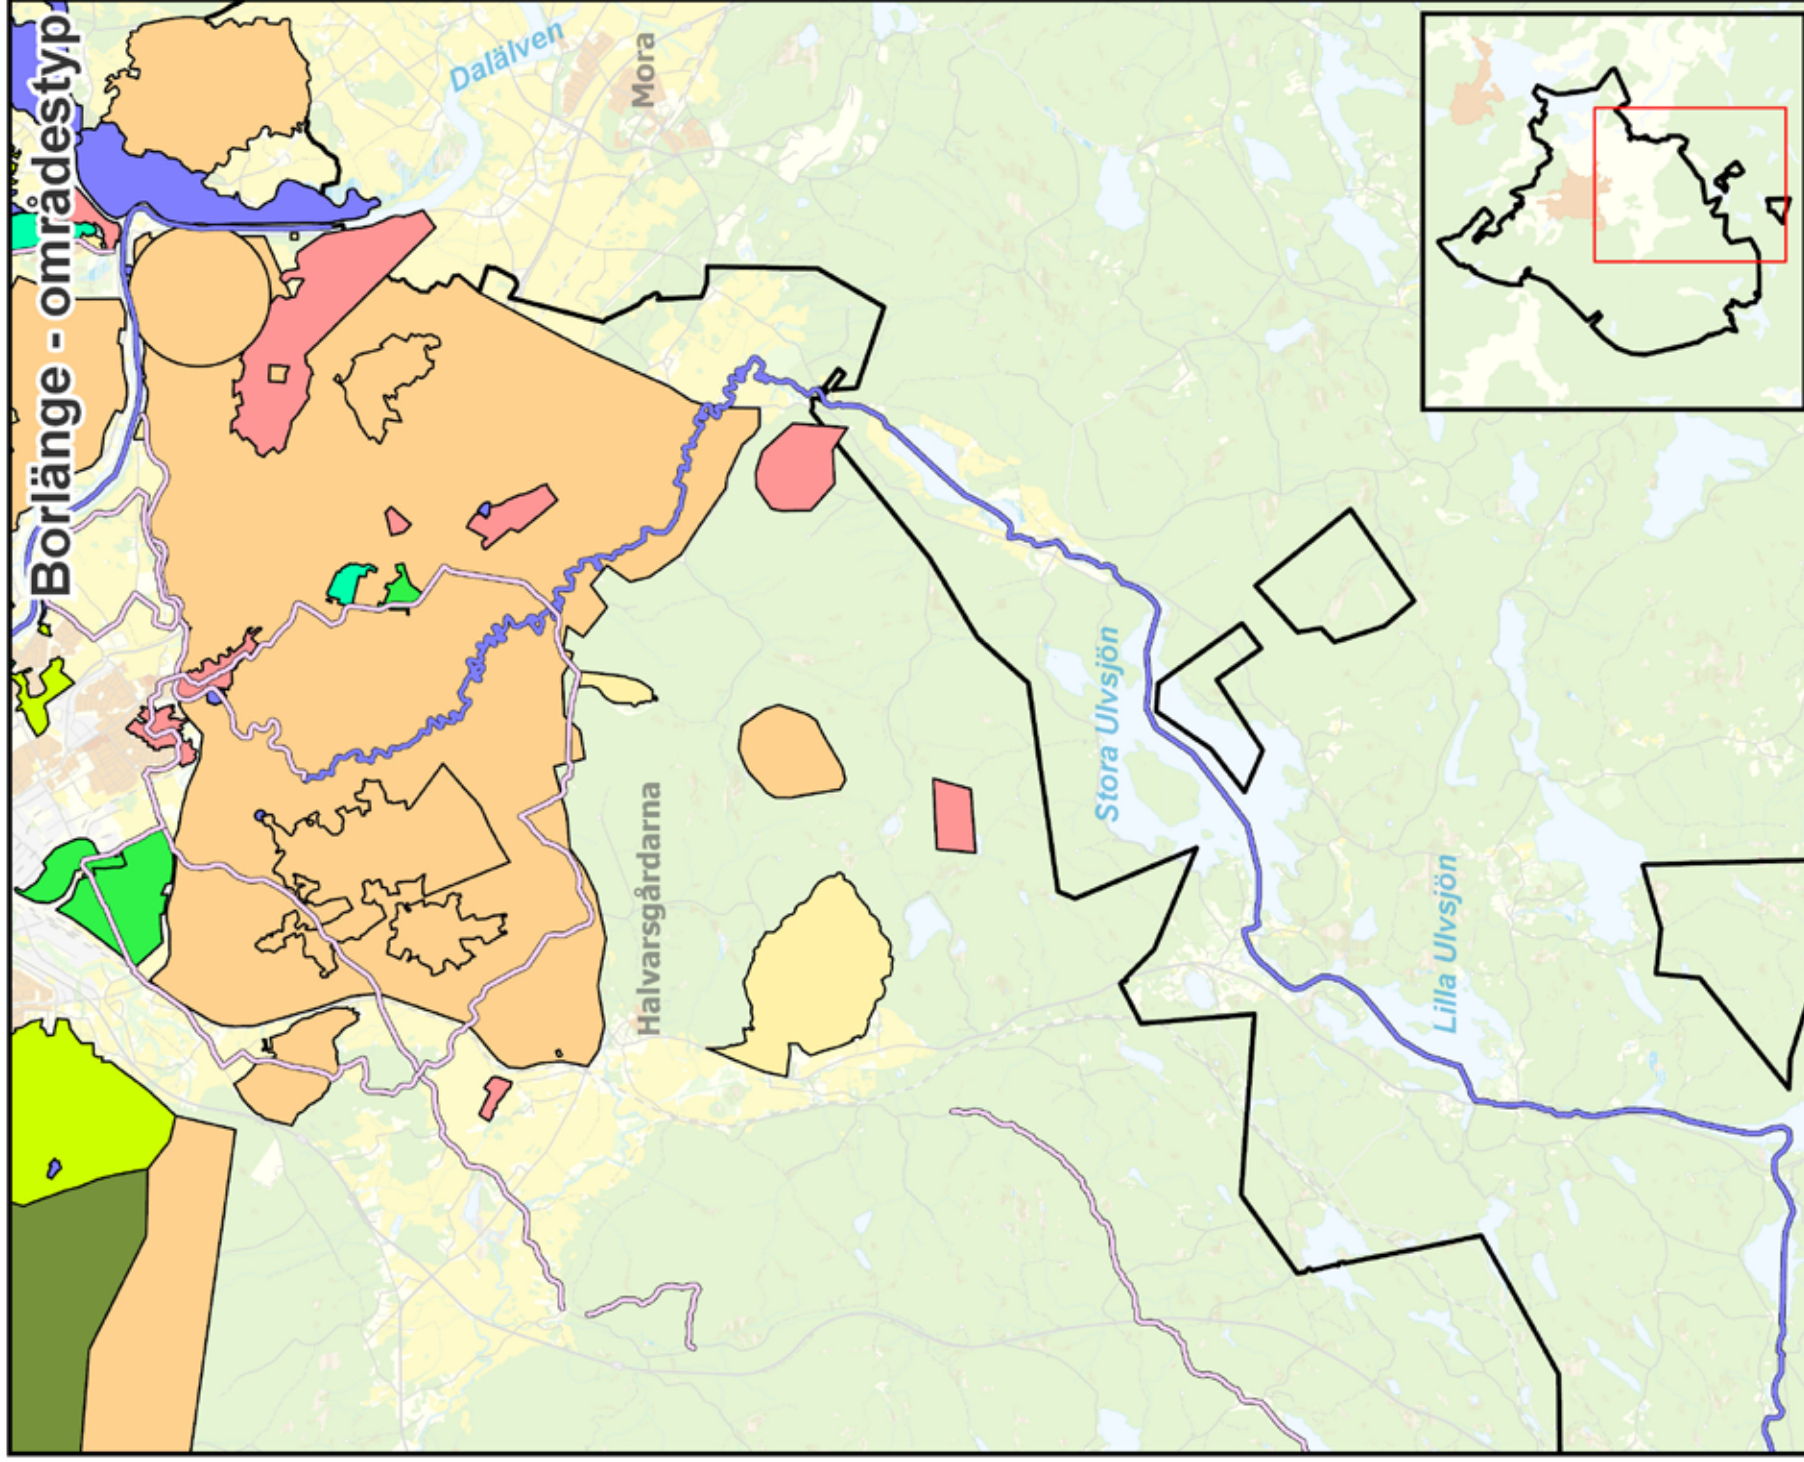 Borlänge - områdestyp
Dalälven
Mora
Halvarsgårdarna
Stora Ulvsjön
Lilla Ulvsjön